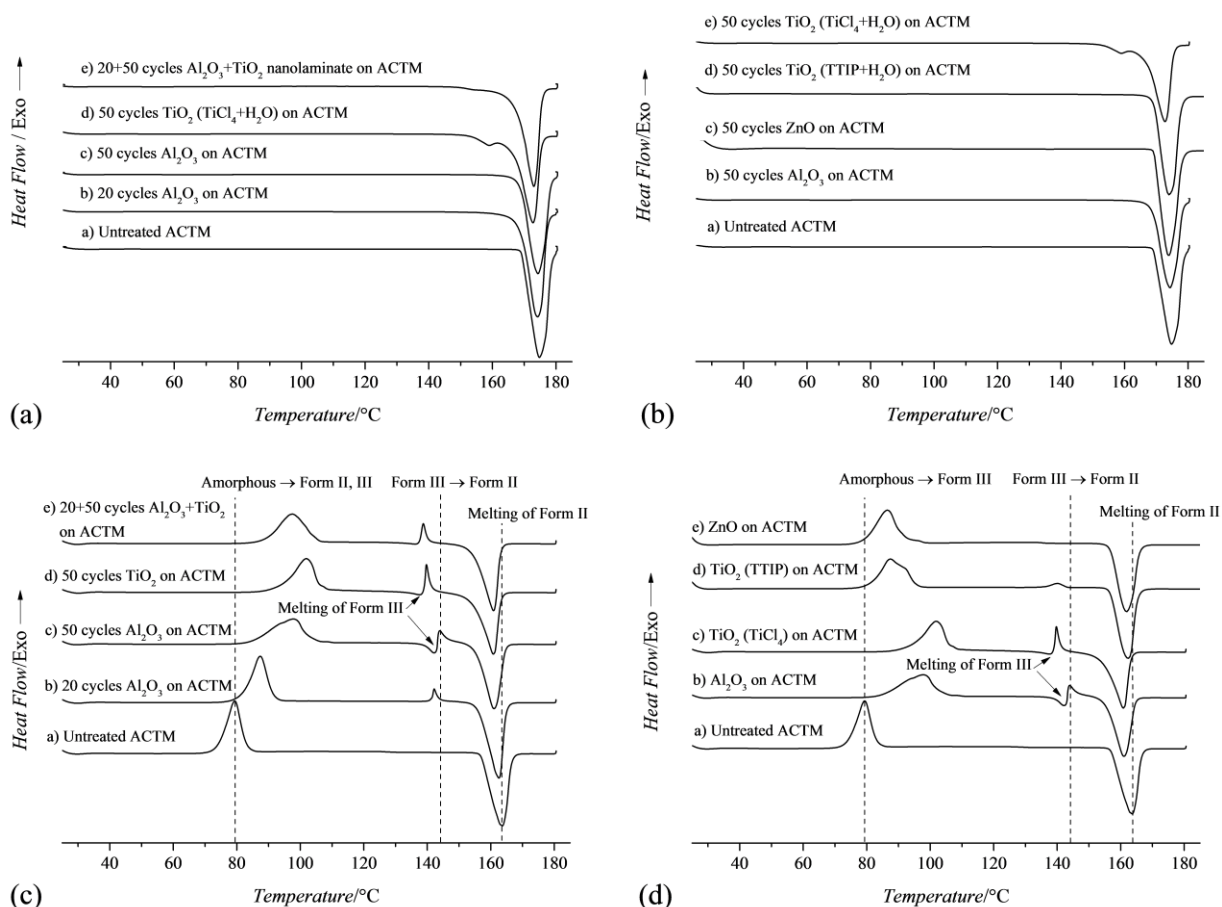 e) 20+50 cycles Al₂O₃+TiO₂ nanolaminate on ACTM
d) 50 cycles TiO₂ (TiCl₄+H₂O) on ACTM
c) 50 cycles Al₂O₃ on ACTM
b) 20 cycles Al₂O₃ on ACTM
a) Untreated ACTM
Heat Flow / Exo →
40 60 80 100 120 140 160 180
Temperature/°C
(a)
e) 50 cycles TiO₂ (TiCl₄+H₂O) on ACTM
d) 50 cycles TiO₂ (TTIP+H₂O) on ACTM
c) 50 cycles ZnO on ACTM
b) 50 cycles Al₂O₃ on ACTM
a) Untreated ACTM
Heat Flow/Exo →
40 60 80 100 120 140 160 180
Temperature/°C
(b)
Amorphous → Form II, III
Form III → Form II
Melting of Form II
e) 20+50 cycles Al₂O₃+TiO₂
on ACTM
d) 50 cycles TiO₂ on ACTM
Melting of Form III
c) 50 cycles Al₂O₃ on ACTM
b) 20 cycles Al₂O₃ on ACTM
a) Untreated ACTM
Heat Flow/Exo →
40 60 80 100 120 140 160 180
Temperature/°C
(c)
Amorphous → Form III
Form III → Form II
Melting of Form II
e) ZnO on ACTM
d) TiO₂ (TTIP) on ACTM
c) TiO₂ (TiCl₄) on ACTM
Melting of Form III
b) Al₂O₃ on ACTM
a) Untreated ACTM
Heat Flow/Exo →
40 60 80 100 120 140 160 180
Temperature/°C
(d)